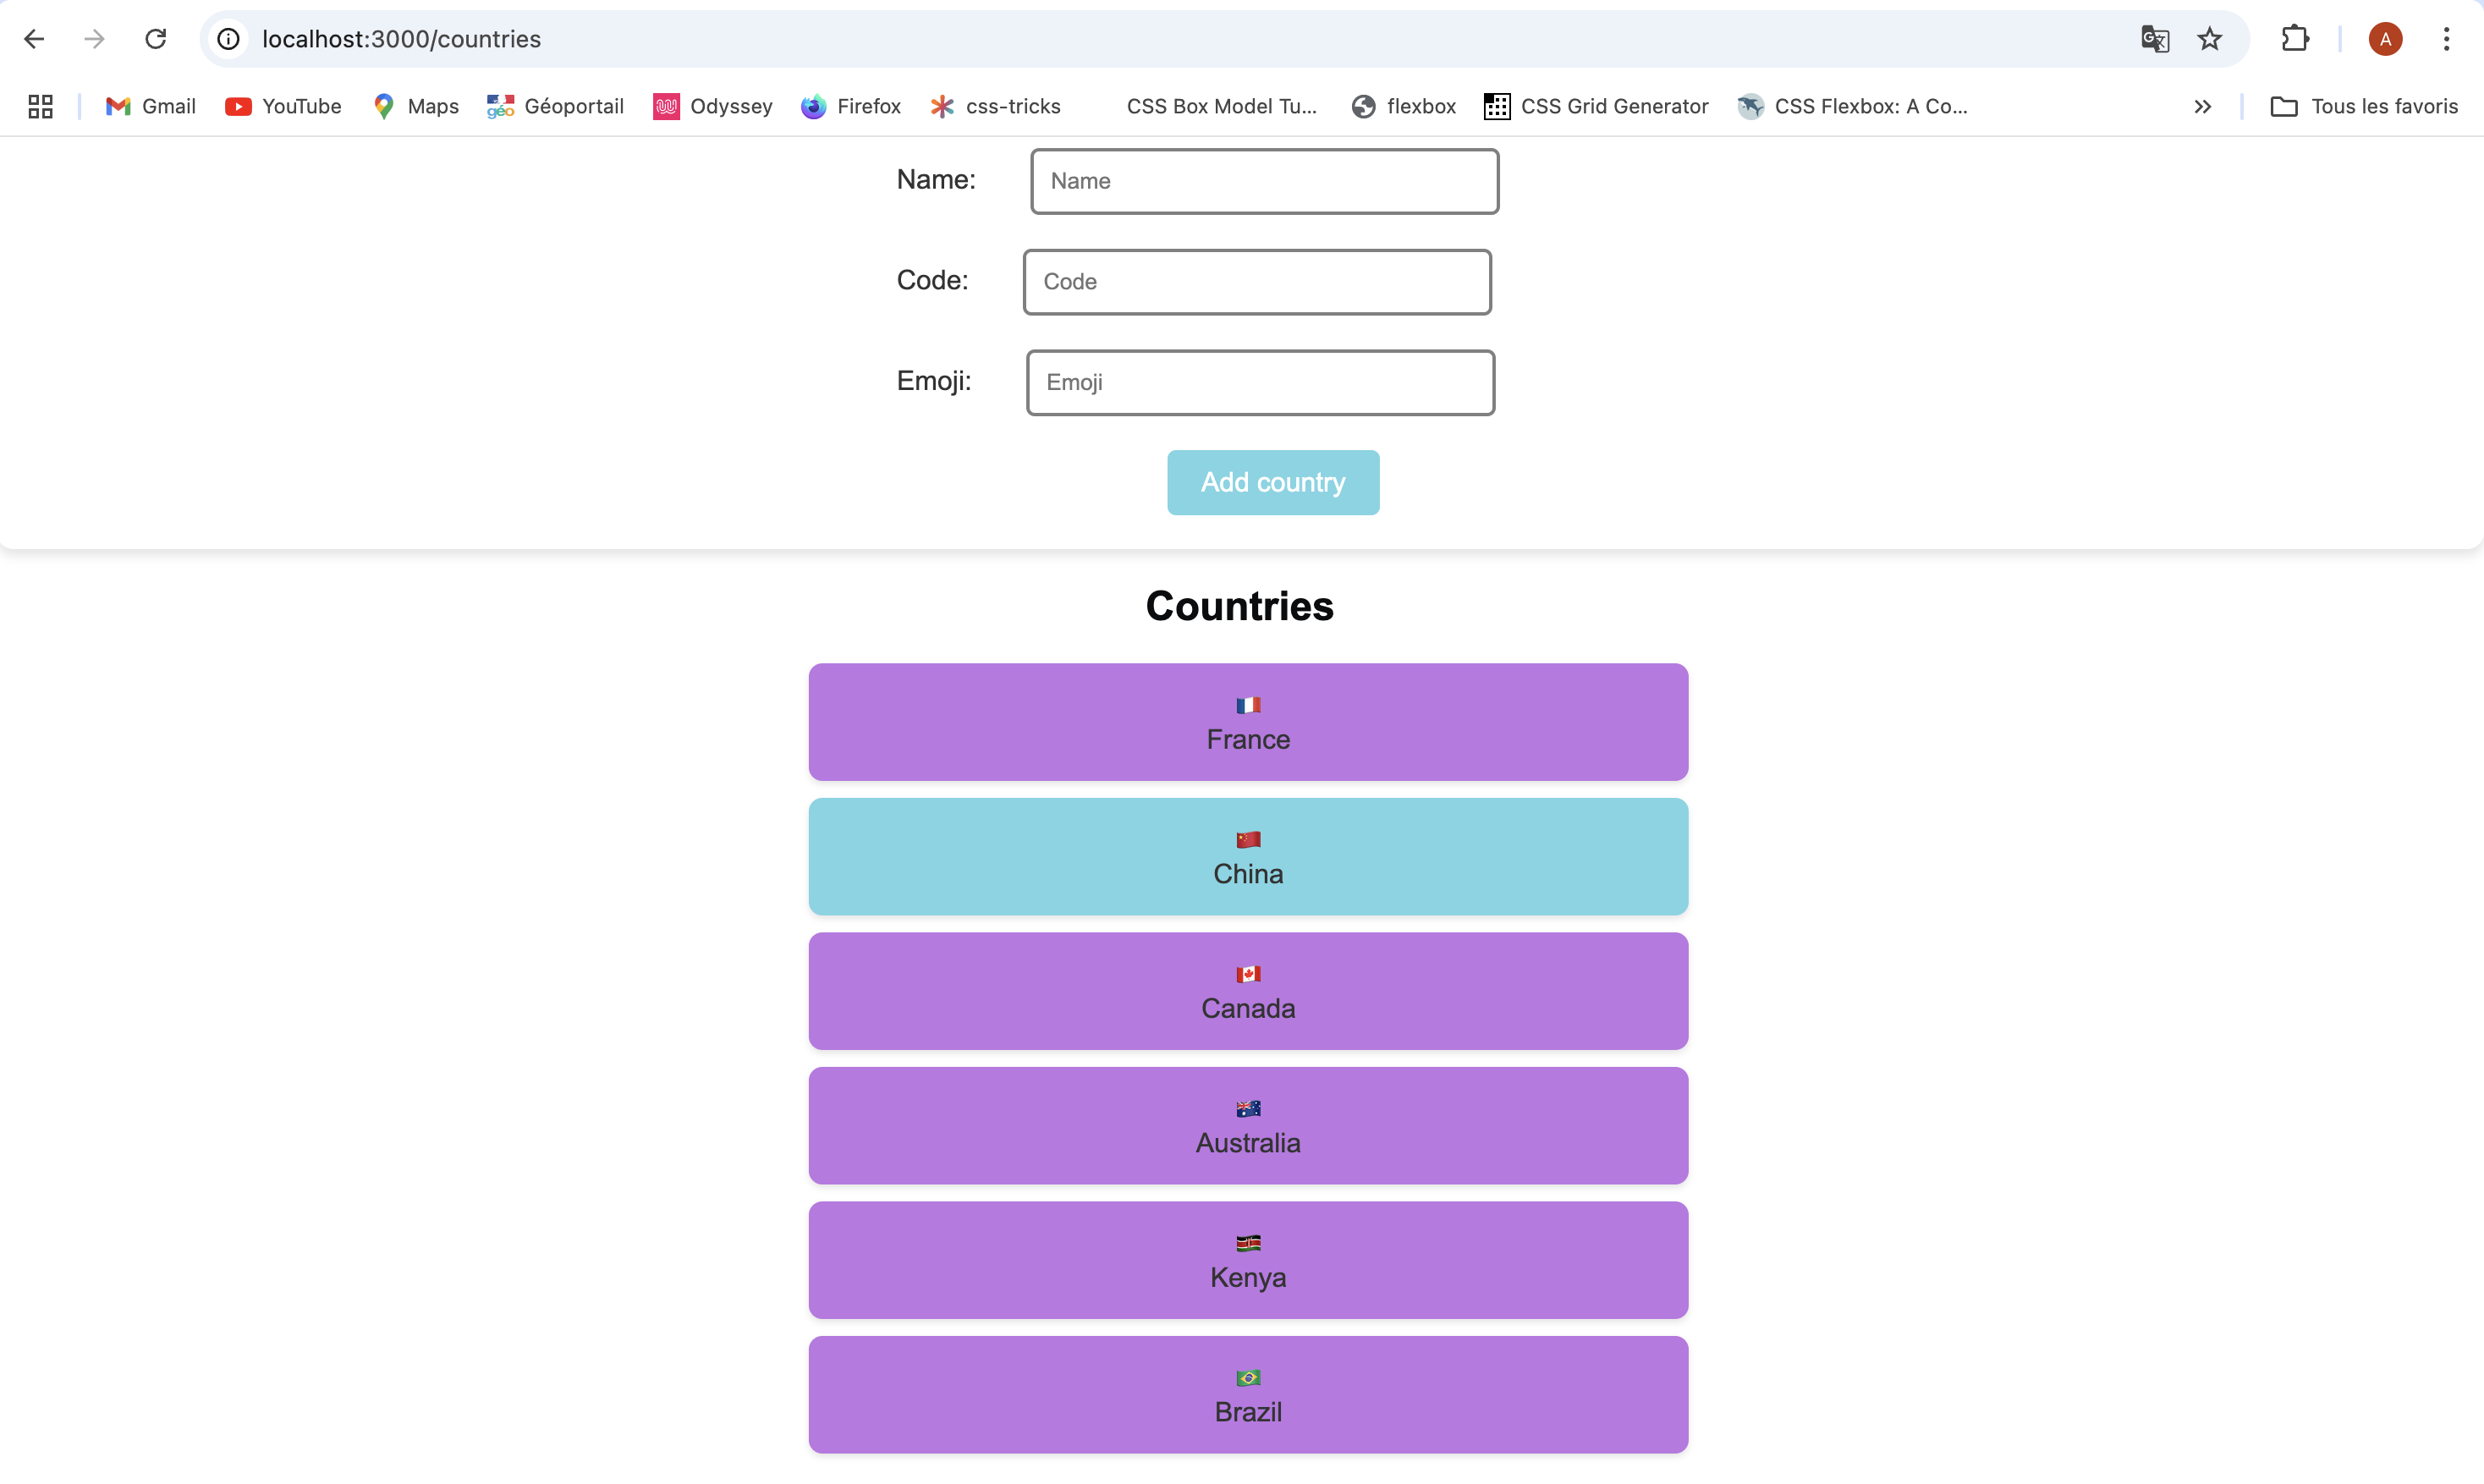 localhost:3000/countries
A
Gmail YouTube Maps Géoportail Odyssey Firefox css-tricks CSS Box Model Tu... flexbox CSS Grid Generator CSS Flexbox: A Co... » Tous les favoris
Name: Name
Code: Code
Emoji: Emoji
Add country
Countries
🇫🇷
France
🇨🇳
China
🇨🇦
Canada
🇦🇺
Australia
🇰🇪
Kenya
🇧🇷
Brazil